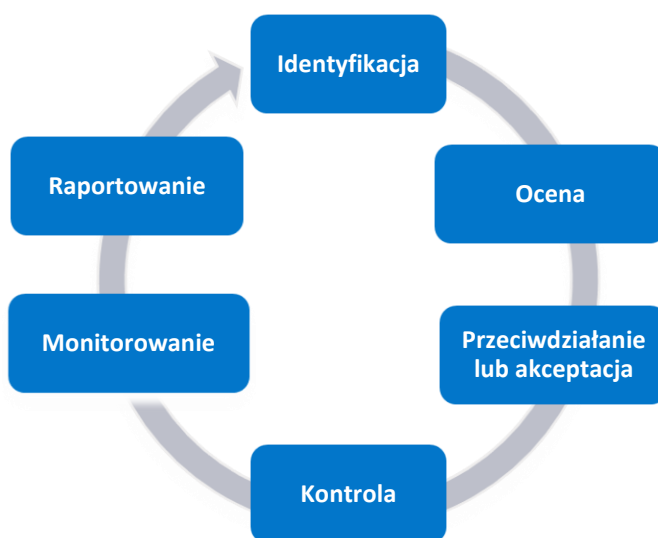 Identyfikacja
Ocena
Przeciwdziałanie
lub akceptacja
Kontrola
Monitorowanie
Raportowanie